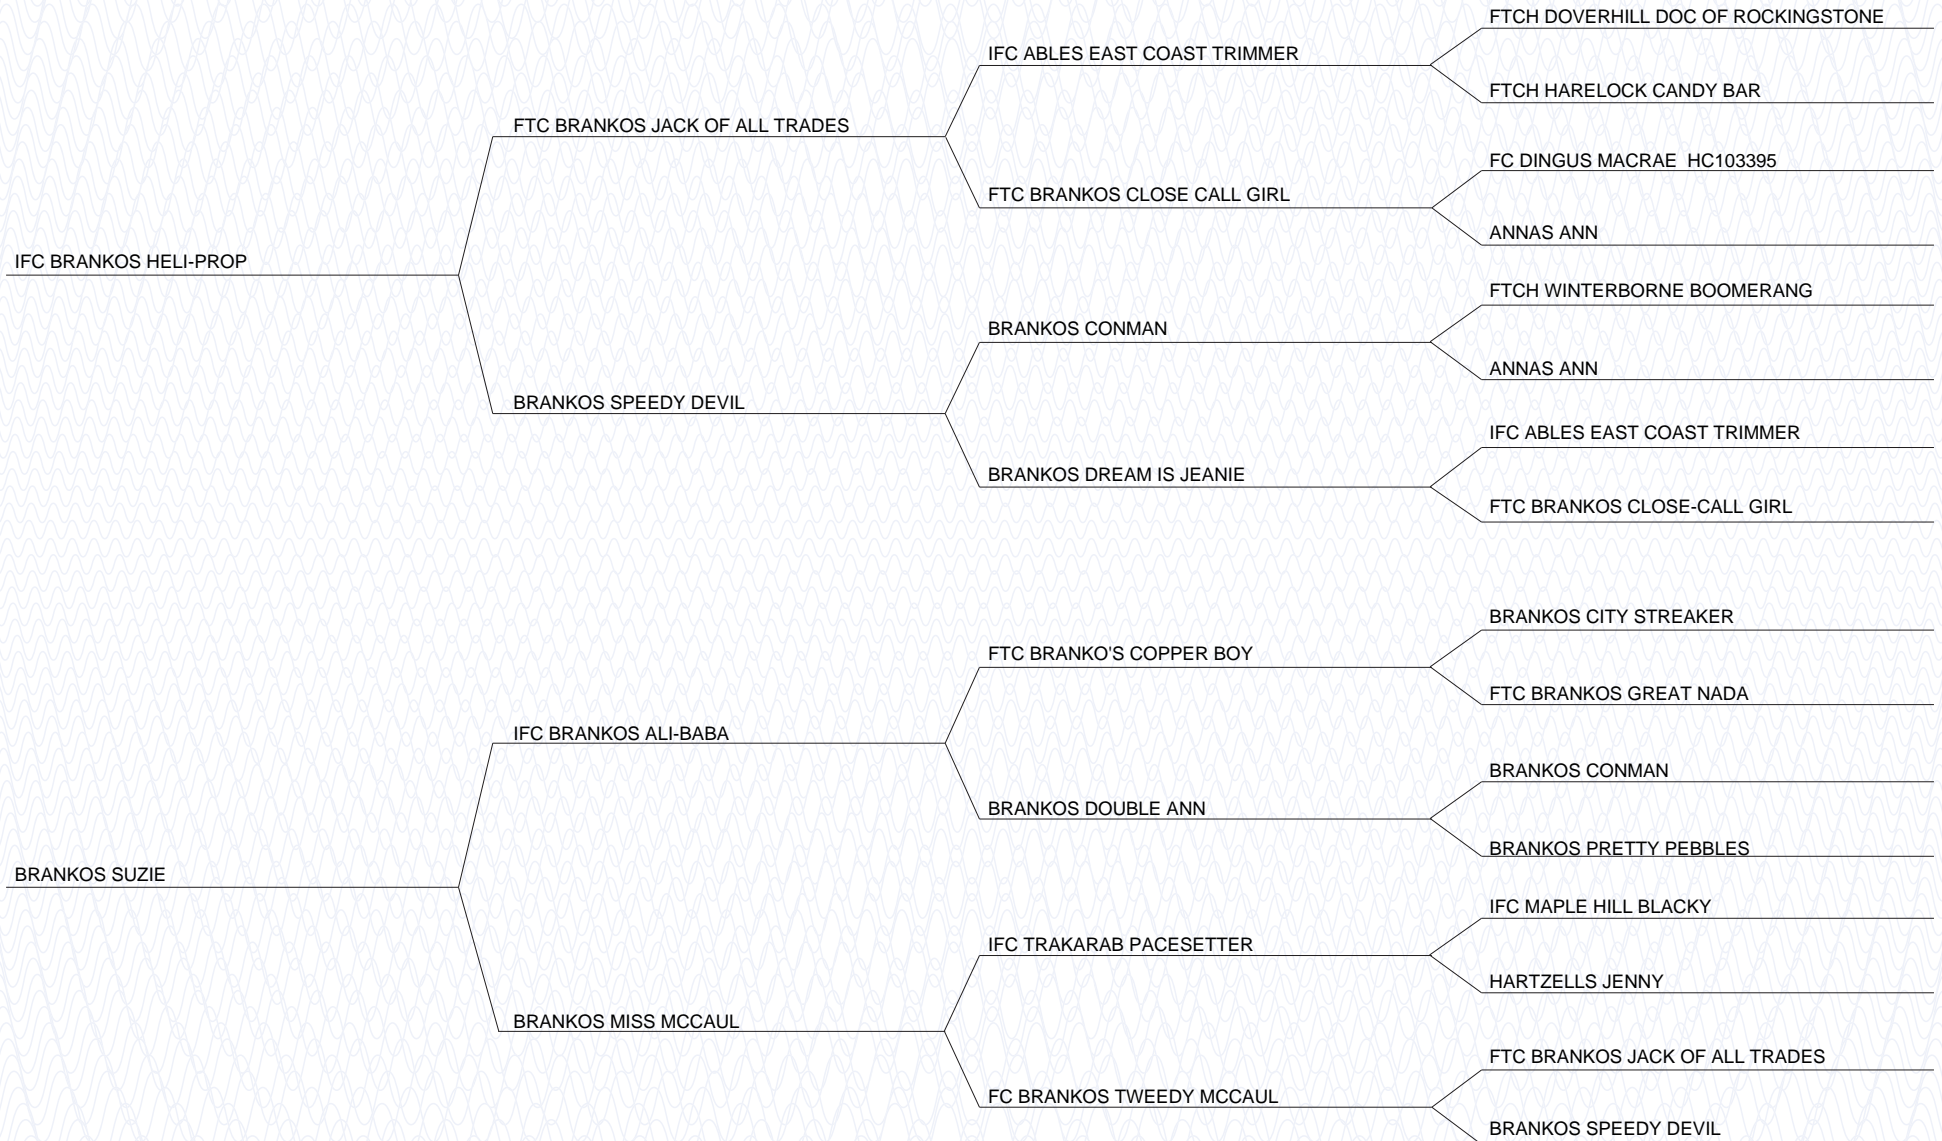 FTCH DOVERHILL DOC OF ROCKINGSTONE
IFC ABLES EAST COAST TRIMMER
FTCH HARELOCK CANDY BAR
FTC BRANKOS JACK OF ALL TRADES
FC DINGUS MACRAE  HC103395
FTC BRANKOS CLOSE CALL GIRL
ANNAS ANN
IFC BRANKOS HELI-PROP
FTCH WINTERBORNE BOOMERANG
BRANKOS CONMAN
ANNAS ANN
BRANKOS SPEEDY DEVIL
IFC ABLES EAST COAST TRIMMER
BRANKOS DREAM IS JEANIE
FTC BRANKOS CLOSE-CALL GIRL
BRANKOS CITY STREAKER
FTC BRANKO'S COPPER BOY
FTC BRANKOS GREAT NADA
IFC BRANKOS ALI-BABA
BRANKOS CONMAN
BRANKOS DOUBLE ANN
BRANKOS PRETTY PEBBLES
BRANKOS SUZIE
IFC MAPLE HILL BLACKY
IFC TRAKARAB PACESETTER
HARTZELLS JENNY
BRANKOS MISS MCCAUL
FTC BRANKOS JACK OF ALL TRADES
FC BRANKOS TWEEDY MCCAUL
BRANKOS SPEEDY DEVIL